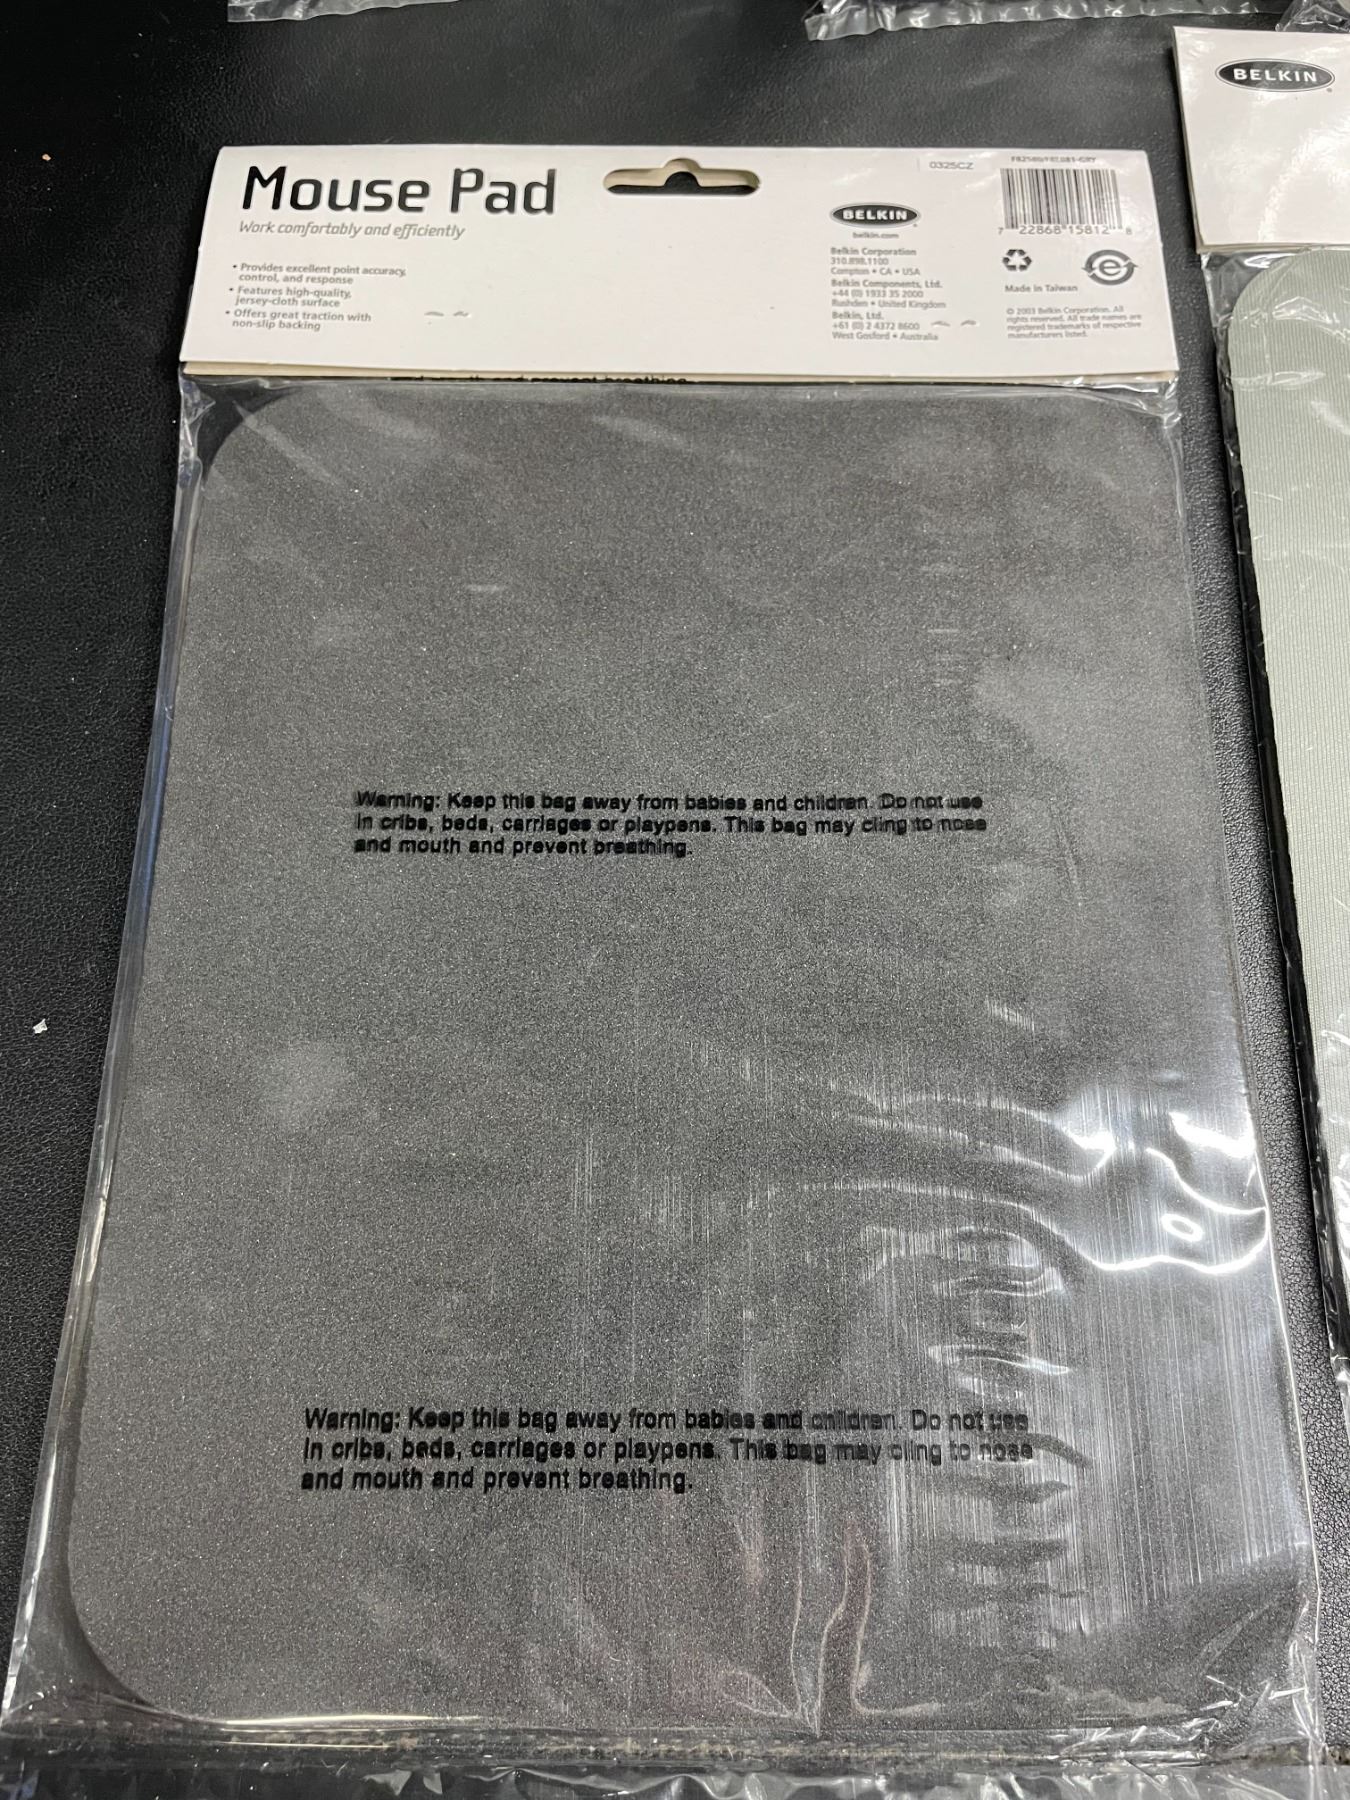 Mouse Pad
Work comfortably and efficiently
• Provides excellent point accuracy,
control, and response
• Features high-quality,
jersey-cloth surface
• Offers great traction with
non-slip backing
BELKIN
belkin.com
Belkin Corporation
310.898.1100
Compton • CA • USA
Belkin Components, Ltd.
+44 (0) 1933 35 2000
Rushden • United Kingdom
Belkin, Ltd.
+61 (0) 2 4372 8600
West Gosford • Australia
0325CZ
7 22868 15812 8
Made in Taiwan
© 2003 Belkin Corporation. All
rights reserved. All trade names are
registered trademarks of respective
manufacturers listed.
BELKIN
and mouth and prevent breathing.
Warning: Keep this bag away from babies and children. Do not use
in cribs, beds, carriages or playpens. This bag may cling to nose
and mouth and prevent breathing.
Warning: Keep this bag away from babies and children. Do not use
in cribs, beds, carriages or playpens. This bag may cling to nose
and mouth and prevent breathing.